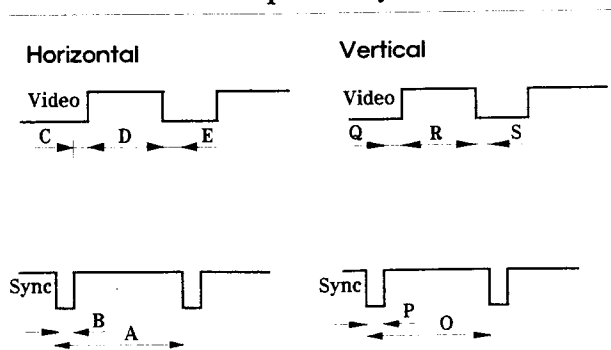 Horizontal
Vertical
Video
Video
C D E
Q R S
Sync
Sync
B
A
P
O